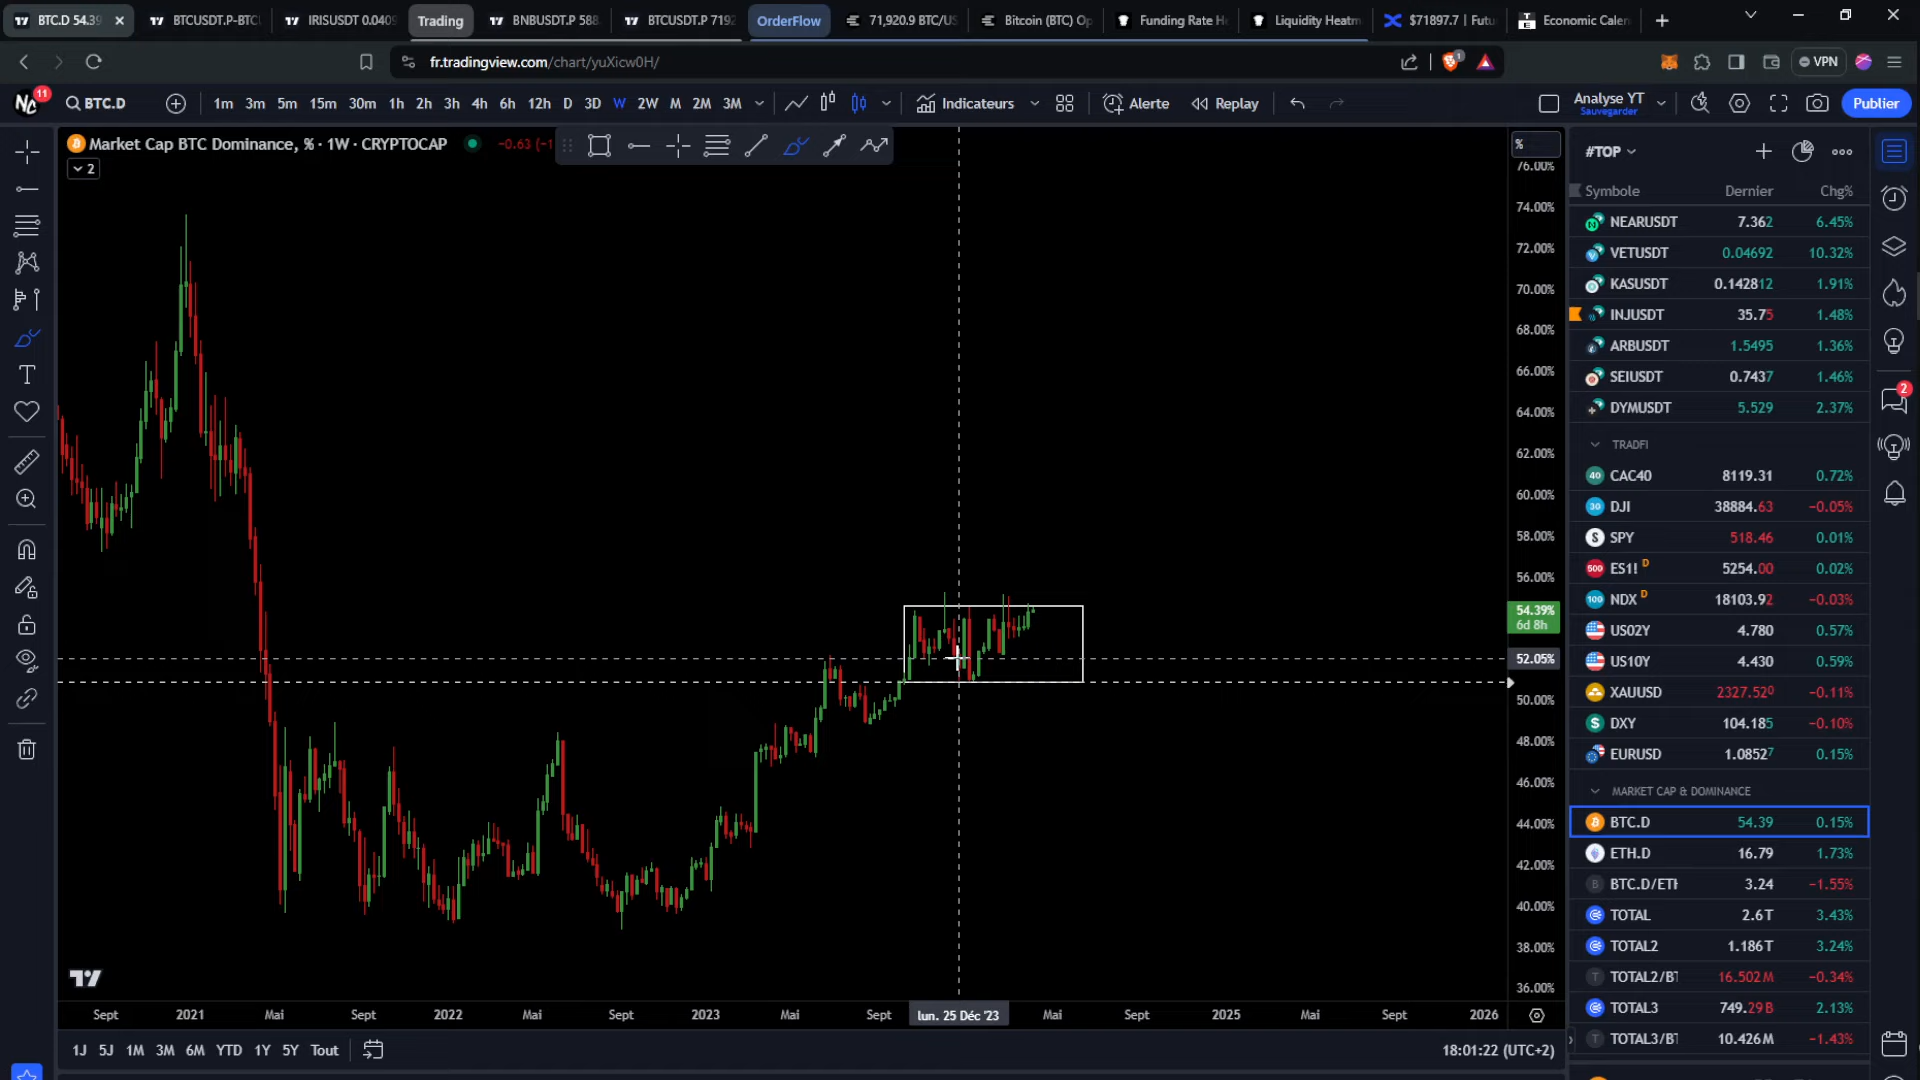 BTC.D 54.39
BTCUSDT.P-BTC
IRISUSDT 0.0409
Trading
BNBUSDT.P 588
BTCUSDT.P 7192
OrderFlow
71,920.9 BTC/US
Bitcoin (BTC) Op
Funding Rate H
Liquidity Heatm
$71897.7 | Futu
Economic Calen
fr.tradingview.com/chart/yuXicw0H/
1
VPN
11
BTC.D
1m 3m 5m 15m 30m 1h 2h 3h 4h 6h 12h D 3D W 2W M 2M 3M
Indicateurs
Alerte
Replay
Analyse YT
Sauvegarder
Publier
Market Cap BTC Dominance, % · 1W · CRYPTOCAP
-0.63 (-1
2
%
76.00%
74.00%
72.00%
70.00%
68.00%
66.00%
64.00%
62.00%
60.00%
58.00%
56.00%
54.39%
6d 8h
52.05%
50.00%
48.00%
46.00%
44.00%
42.00%
40.00%
38.00%
36.00%
Sept 2021 Mai Sept 2022 Mai Sept 2023 Mai Sept lun. 25 Déc '23 Mai Sept 2025 Mai Sept 2026
1J 5J 1M 3M 6M YTD 1Y 5Y Tout
18:01:22 (UTC+2)
#TOP
Symbole Dernier Chg%
NEARUSDT 7.362 6.45%
VETUSDT 0.04692 10.32%
KASUSDT 0.142812 1.91%
INJUSDT 35.75 1.48%
ARBUSDT 1.5495 1.36%
SEIUSDT 0.7437 1.46%
DYMUSDT 5.529 2.37%
TRADFI
CAC40 8119.31 0.72%
DJI 38884.63 −0.05%
SPY 518.46 0.01%
ES1! D 5254.00 0.02%
NDX D 18103.92 −0.03%
US02Y 4.780 0.57%
US10Y 4.430 0.59%
XAUUSD 2327.520 −0.11%
DXY 104.185 −0.10%
EURUSD 1.08527 0.15%
MARKET CAP & DOMINANCE
BTC.D 54.39 0.15%
ETH.D 16.79 1.73%
BTC.D/ETH 3.24 −1.55%
TOTAL 2.6T 3.43%
TOTAL2 1.186T 3.24%
TOTAL2/BT 16.502M −0.34%
TOTAL3 749.29B 2.13%
TOTAL3/BT 10.426M −1.43%
2